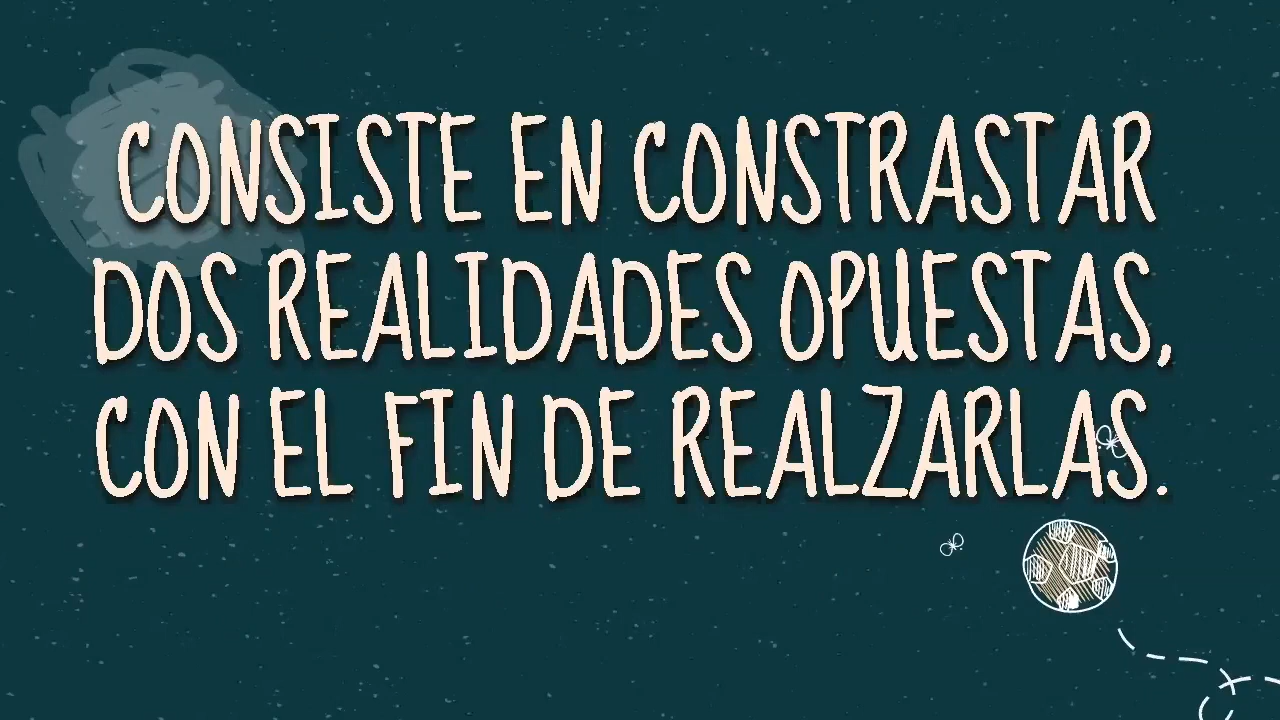 CONSISTE EN CONSTRASTAR
DOS REALIDADES OPUESTAS,
CON EL FIN DE REALZARLAS.